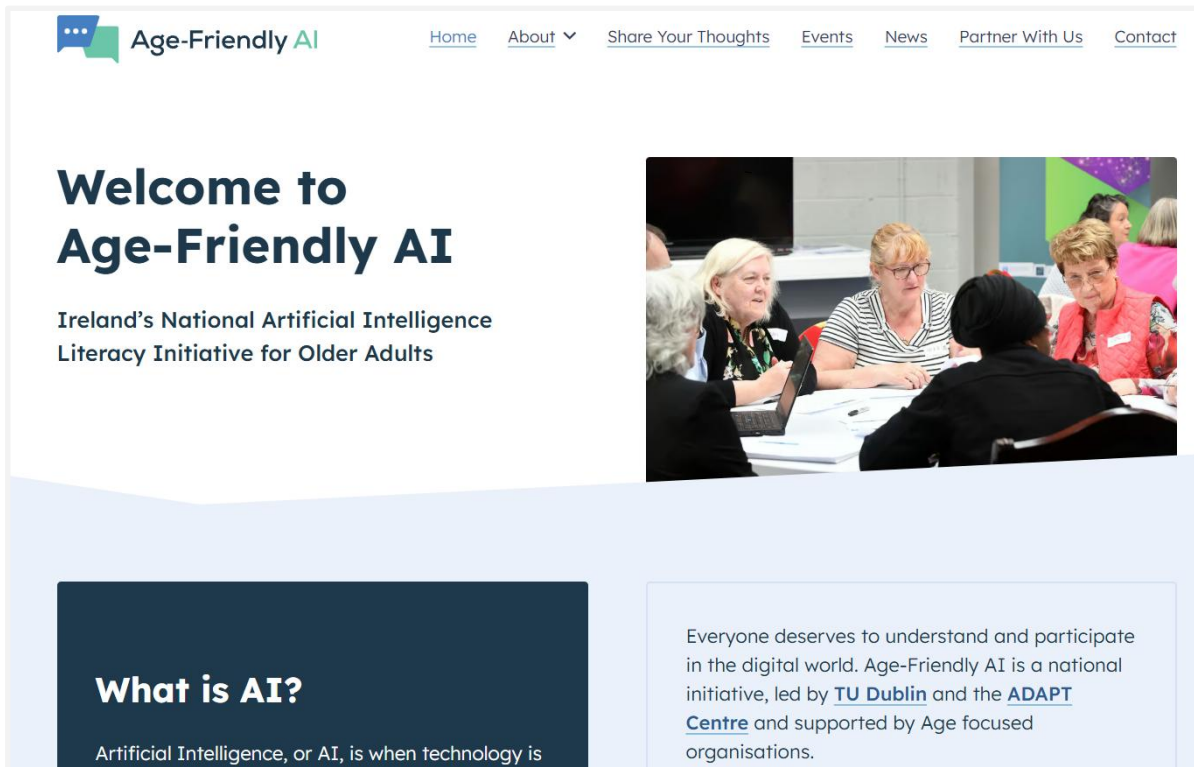 Age-Friendly AI
Home
About
Share Your Thoughts
Events
News
Partner With Us
Contact
Welcome to
Age-Friendly AI
Ireland’s National Artificial Intelligence
Literacy Initiative for Older Adults
What is AI?
Artificial Intelligence, or AI, is when technology is
Everyone deserves to understand and participate
in the digital world. Age-Friendly AI is a national
initiative, led by TU Dublin and the ADAPT
Centre and supported by Age focused
organisations.